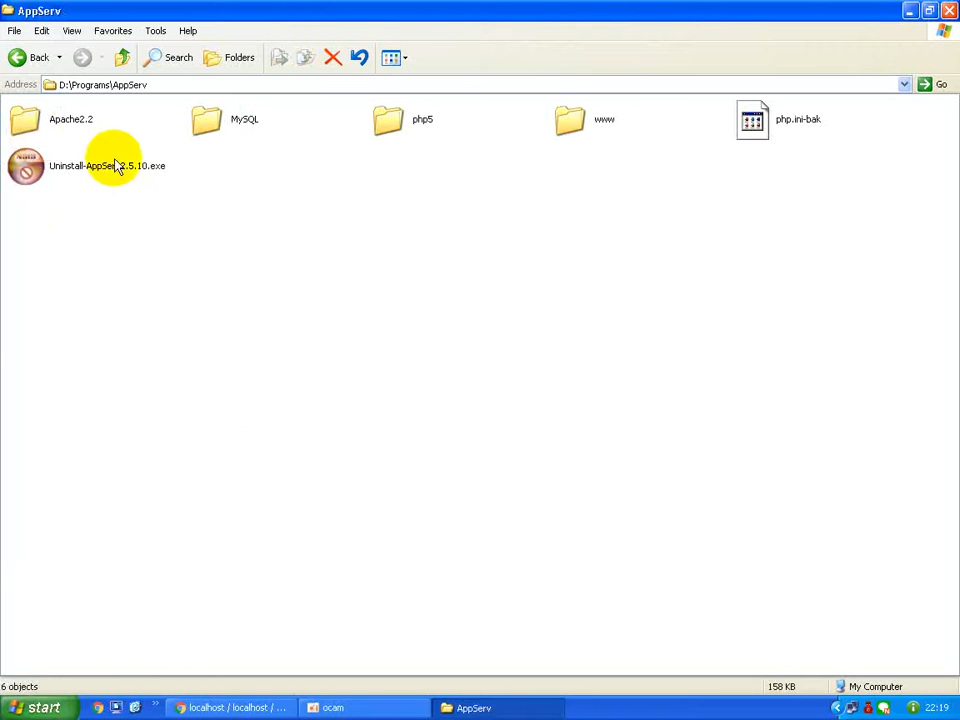 AppServ
File Edit View Favorites Tools Help
Back Search Folders
Address D:\Programs\AppServ Go
Apache2.2 MySQL php5 www php.ini-bak
Uninstall-AppServ2.5.10.exe
6 objects 158 KB My Computer
start localhost / localhost / ... ocam AppServ 22:19